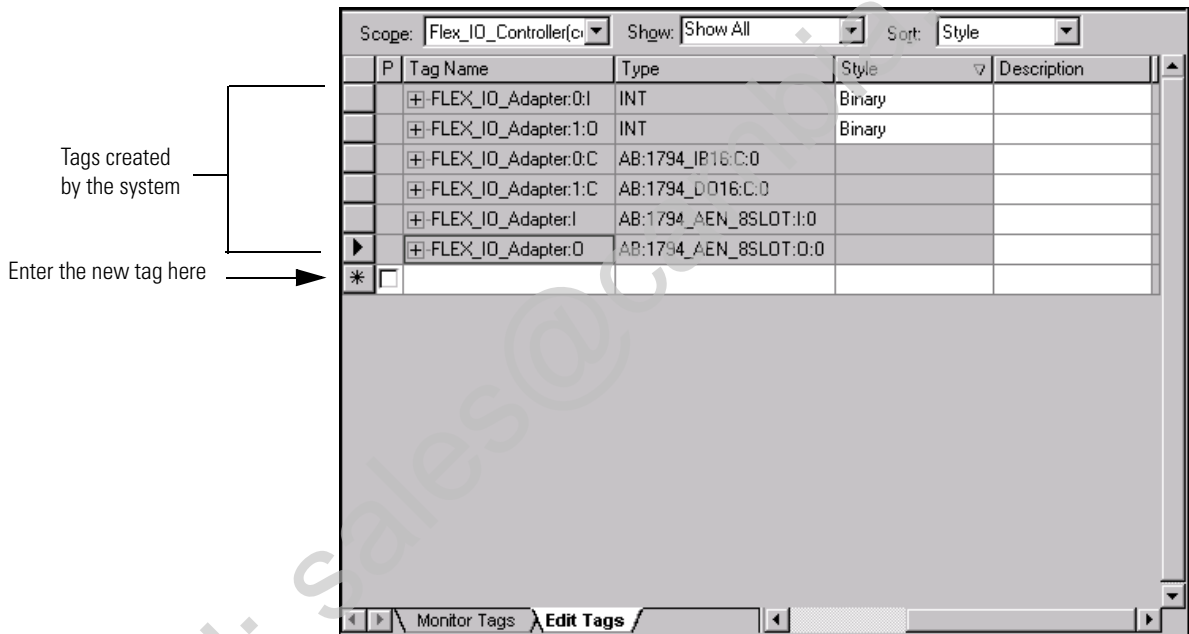 Scope: Flex_IO_Controller(c Show: Show All Sort: Style
P Tag Name Type Style Description
FLEX_IO_Adapter:0:I INT Binary
FLEX_IO_Adapter:1:O INT Binary
FLEX_IO_Adapter:0:C AB:1794_IB16:C:0
FLEX_IO_Adapter:1:C AB:1794_DO16:C:0
FLEX_IO_Adapter:I AB:1794_AEN_8SLOT:I:0
FLEX_IO_Adapter:O AB:1794_AEN_8SLOT:O:0
*
Tags created
by the system
Enter the new tag here
Monitor Tags Edit Tags
sales@